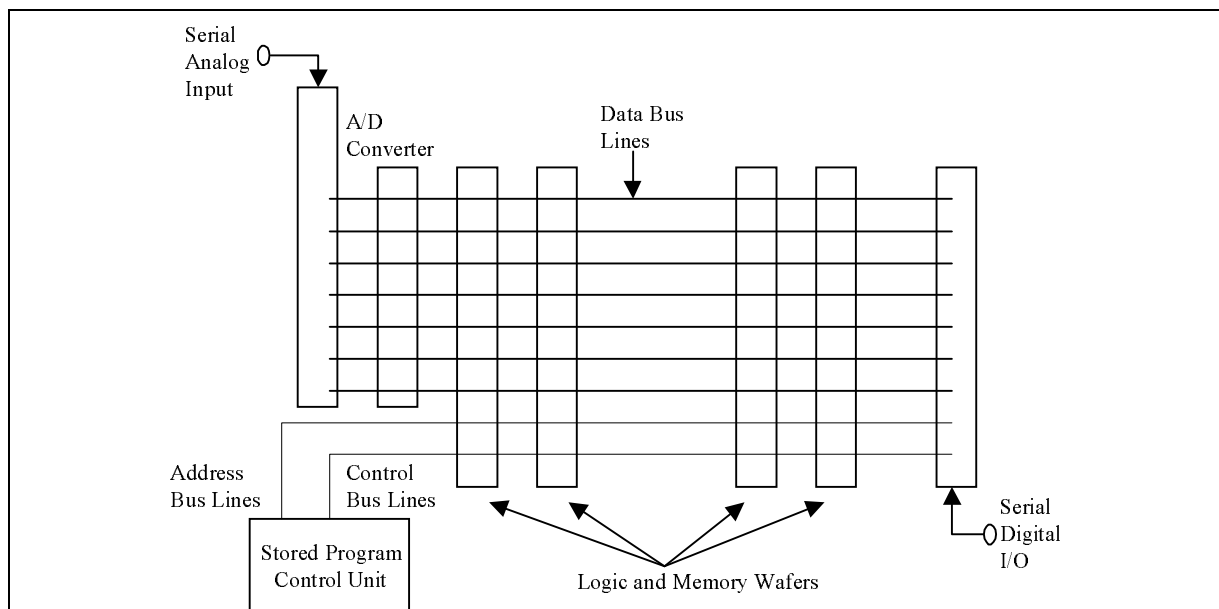 Serial
Analog
Input
A/D
Converter
Data Bus
Lines
Address
Bus Lines
Control
Bus Lines
Stored Program
Control Unit
Logic and Memory Wafers
Serial
Digital
I/O